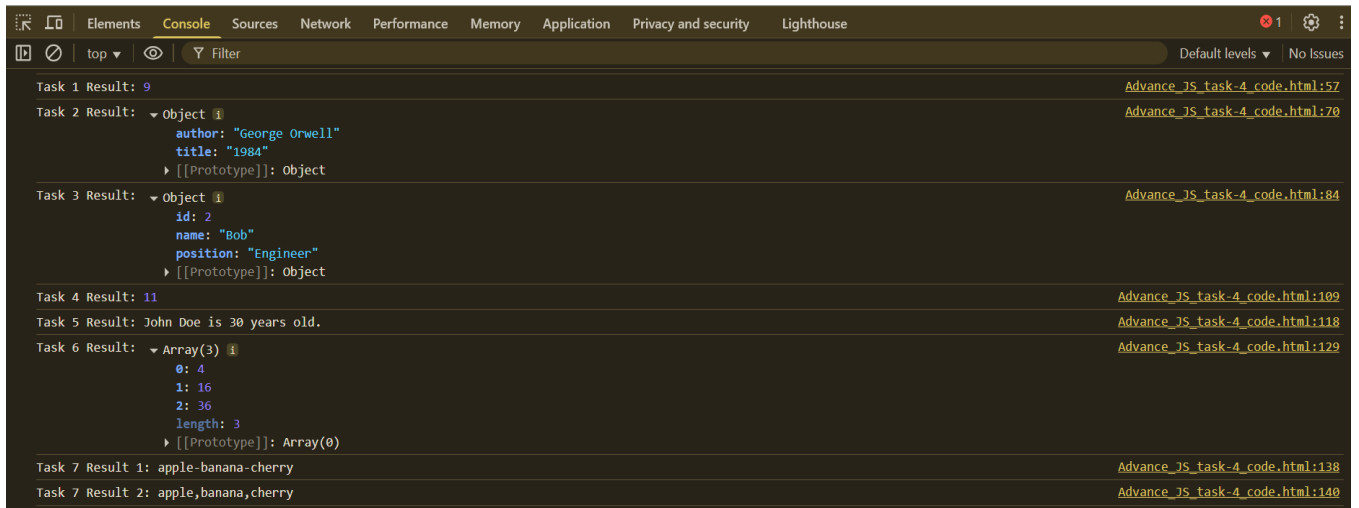 Elements Console Sources Network Performance Memory Application Privacy and security Lighthouse 1
top Filter Default levels No Issues
Task 1 Result: 9 Advance_JS_task-4_code.html:57
Task 2 Result: Object i Advance_JS_task-4_code.html:70
author: "George Orwell"
title: "1984"
[[Prototype]]: Object
Task 3 Result: Object i Advance_JS_task-4_code.html:84
id: 2
name: "Bob"
position: "Engineer"
[[Prototype]]: Object
Task 4 Result: 11 Advance_JS_task-4_code.html:109
Task 5 Result: John Doe is 30 years old. Advance_JS_task-4_code.html:118
Task 6 Result: Array(3) i Advance_JS_task-4_code.html:129
0: 4
1: 16
2: 36
length: 3
[[Prototype]]: Array(0)
Task 7 Result 1: apple-banana-cherry Advance_JS_task-4_code.html:138
Task 7 Result 2: apple,banana,cherry Advance_JS_task-4_code.html:140